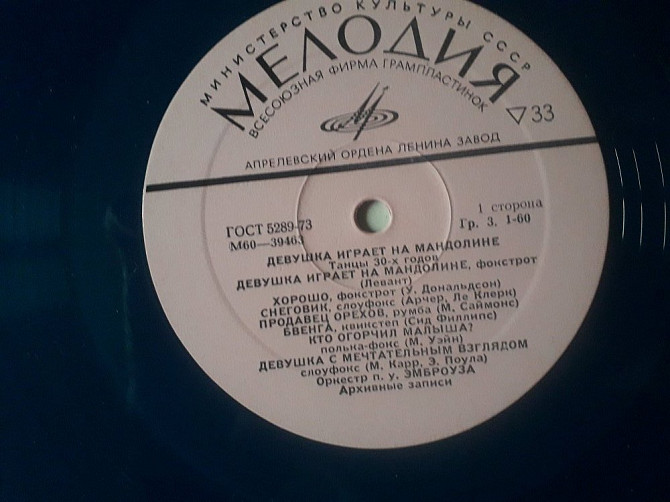 МИНИСТЕРСТВО КУЛЬТУРЫ СССР
МЕЛОДИЯ
ВСЕСОЮЗНАЯ ФИРМА ГРАМПЛАСТИНОК
33
АПРЕЛЕВСКИЙ ОРДЕНА ЛЕНИНА ЗАВОД
ГОСТ 5289-73
М60—39463
1 сторона
Гр. 3. 1-60
ДЕВУШКА ИГРАЕТ НА МАНДОЛИНЕ
Танцы 30-х годов
ДЕВУШКА ИГРАЕТ НА МАНДОЛИНЕ, фокстрот
(Левант)
ХОРОШО, фокстрот (У. Дональдсон)
СНЕГОВИК, слоуфокс (Арчер, Ле Клерк)
ПРОДАВЕЦ ОРЕХОВ, румба (М. Саймонс)
БВЕНГА, квикстеп (Сид Филлипс)
КТО ОГОРЧИЛ МАЛЫША?
полька-фокс (М. Уэйн)
ДЕВУШКА С МЕЧТАТЕЛЬНЫМ ВЗГЛЯДОМ
слоуфокс (М. Карр, Э. Поула)
Оркестр п. у. ЭМБРОУЗА
Архивные записи